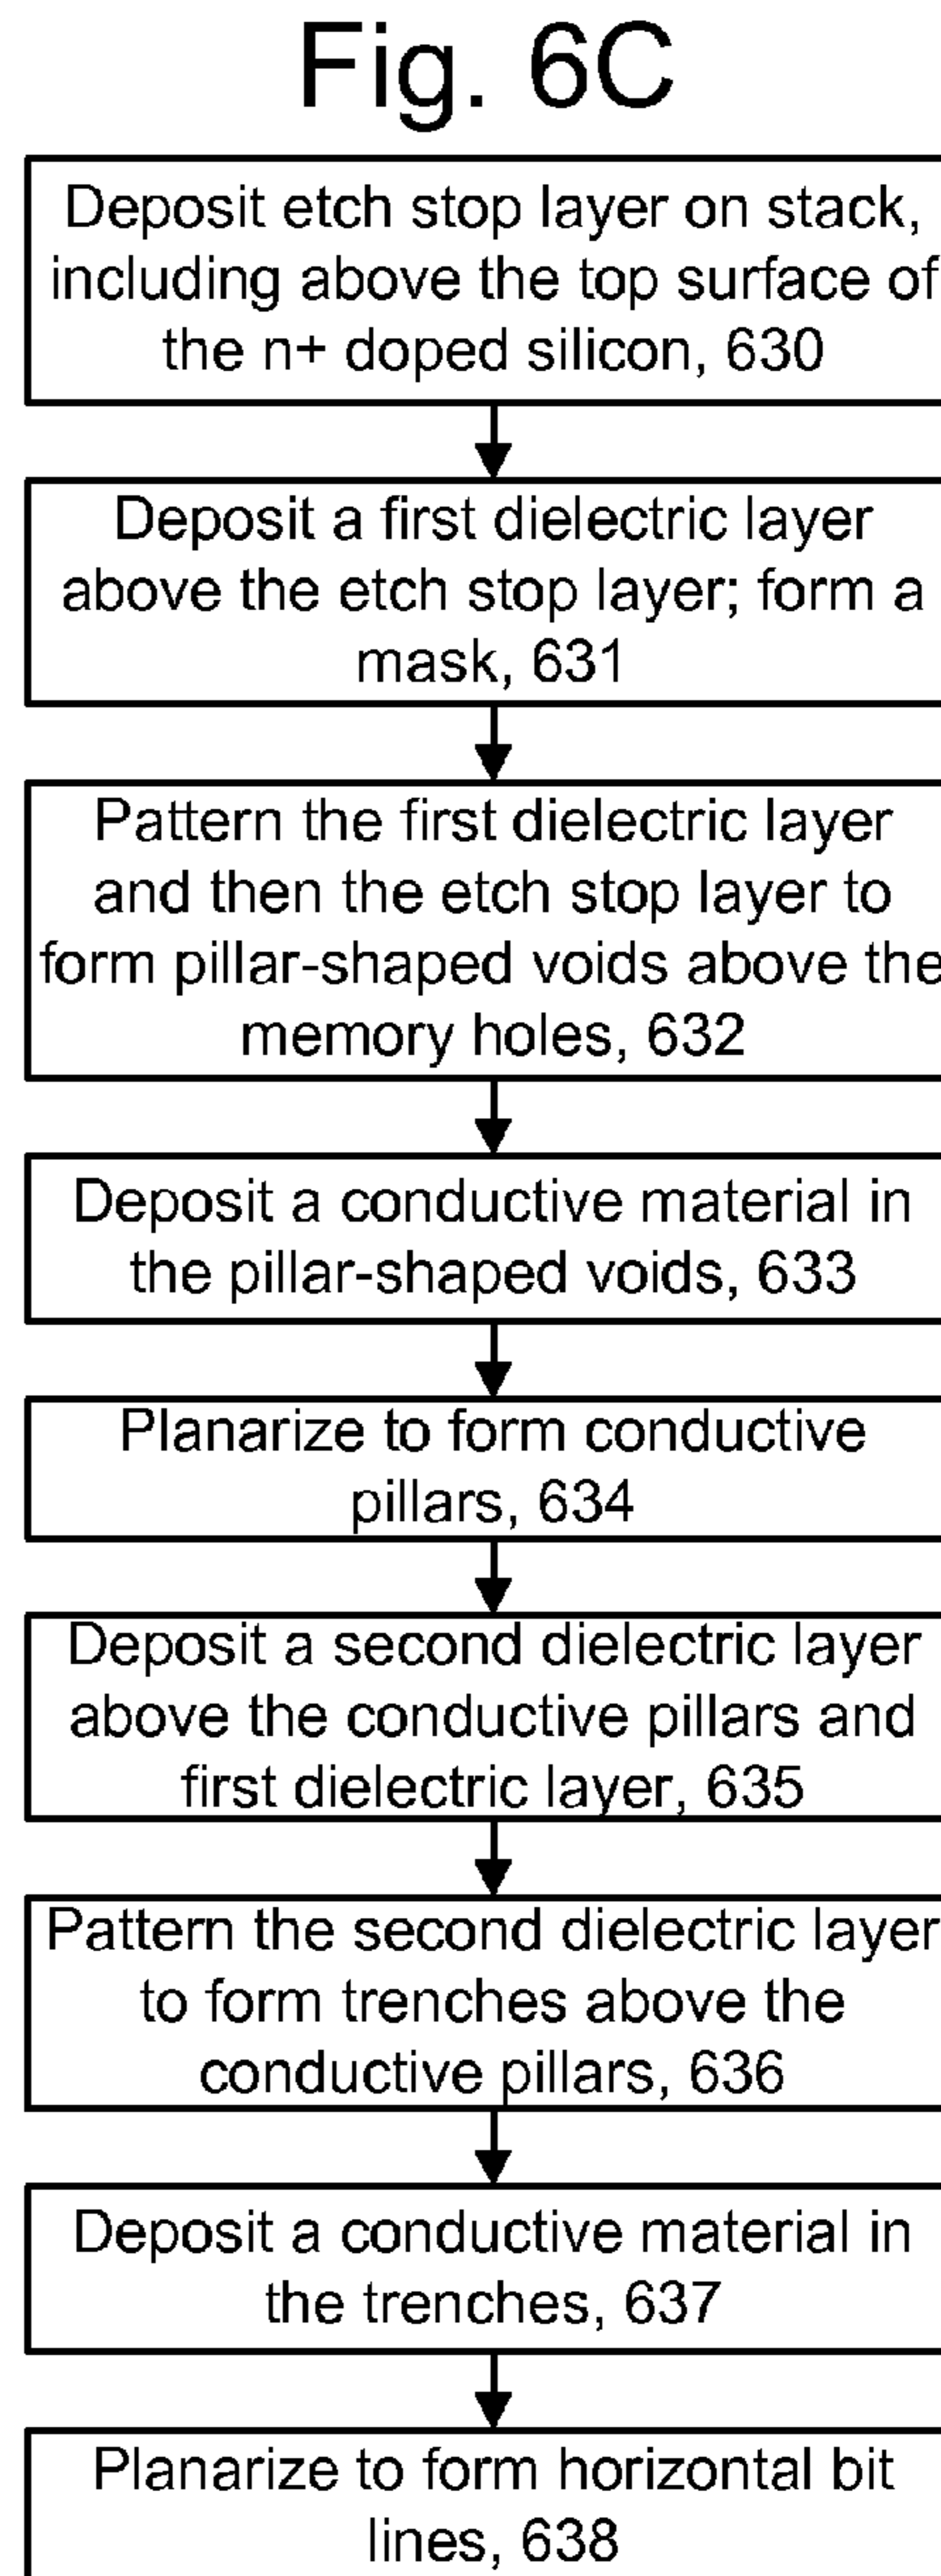 Fig. 6C
Deposit etch stop layer on stack,
including above the top surface of
the n+ doped silicon, 630
Deposit a first dielectric layer
above the etch stop layer; form a
mask, 631
Pattern the first dielectric layer
and then the etch stop layer to
form pillar-shaped voids above the
memory holes, 632
Deposit a conductive material in
the pillar-shaped voids, 633
Planarize to form conductive
pillars, 634
Deposit a second dielectric layer
above the conductive pillars and
first dielectric layer, 635
Pattern the second dielectric layer
to form trenches above the
conductive pillars, 636
Deposit a conductive material in
the trenches, 637
Planarize to form horizontal bit
lines, 638